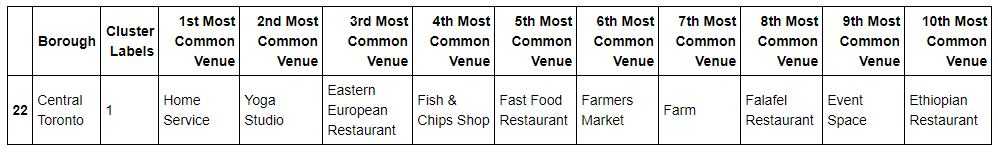 Borough Cluster Labels 1st Most Common Venue 2nd Most Common Venue 3rd Most Common Venue 4th Most Common Venue 5th Most Common Venue 6th Most Common Venue 7th Most Common Venue 8th Most Common Venue 9th Most Common Venue 10th Most Common Venue
22 Central Toronto 1 Home Service Yoga Studio Eastern European Restaurant Fish & Chips Shop Fast Food Restaurant Farmers Market Farm Falafel Restaurant Event Space Ethiopian Restaurant